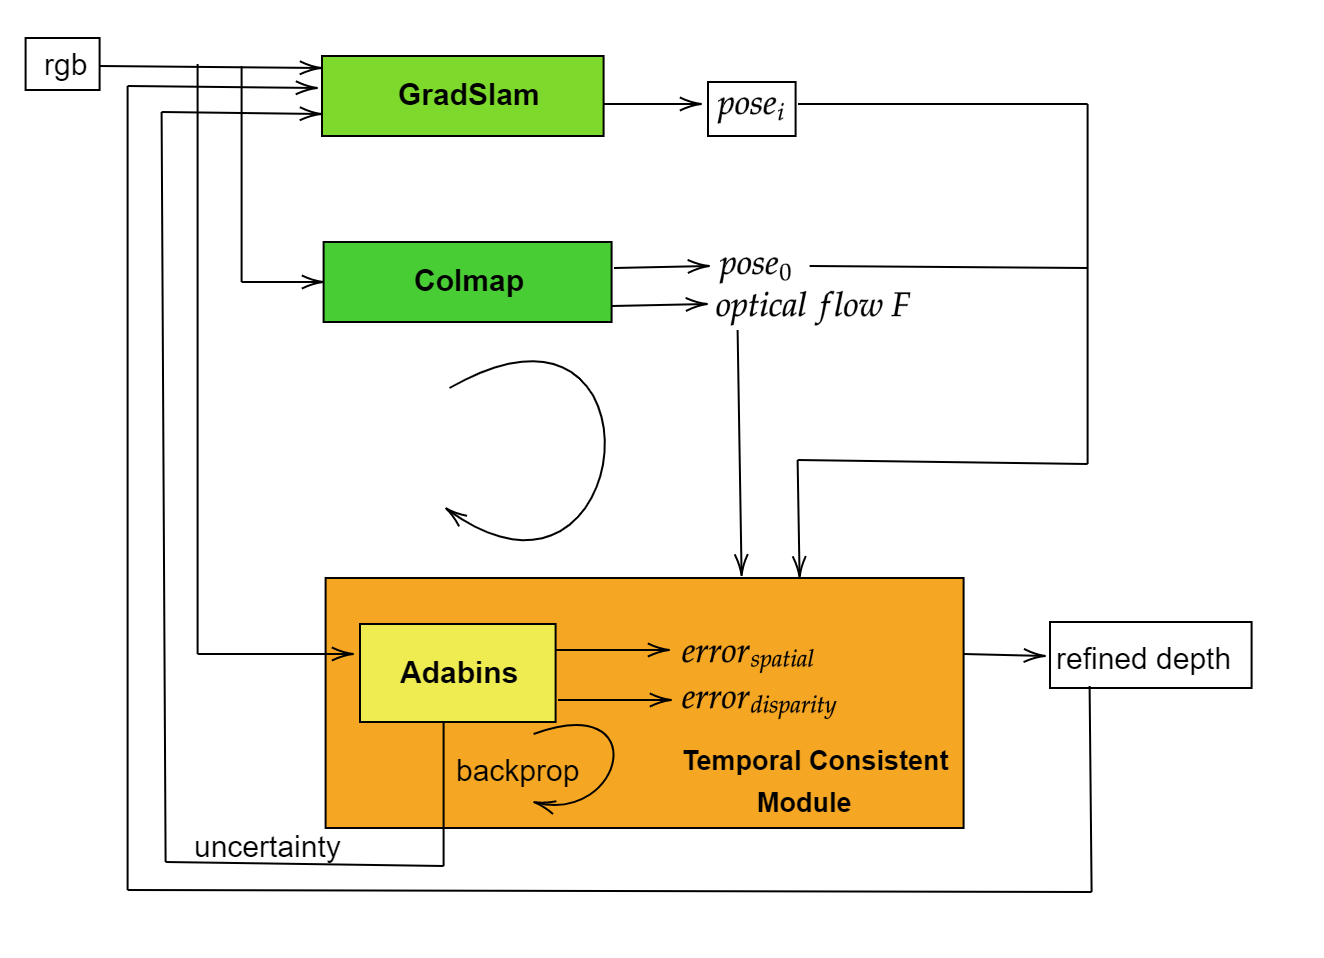 rgb
GradSlam
pose_i
Colmap
pose_0
optical flow F
Adabins
error_spatial
error_disparity
backprop
Temporal Consistent
Module
refined depth
uncertainty